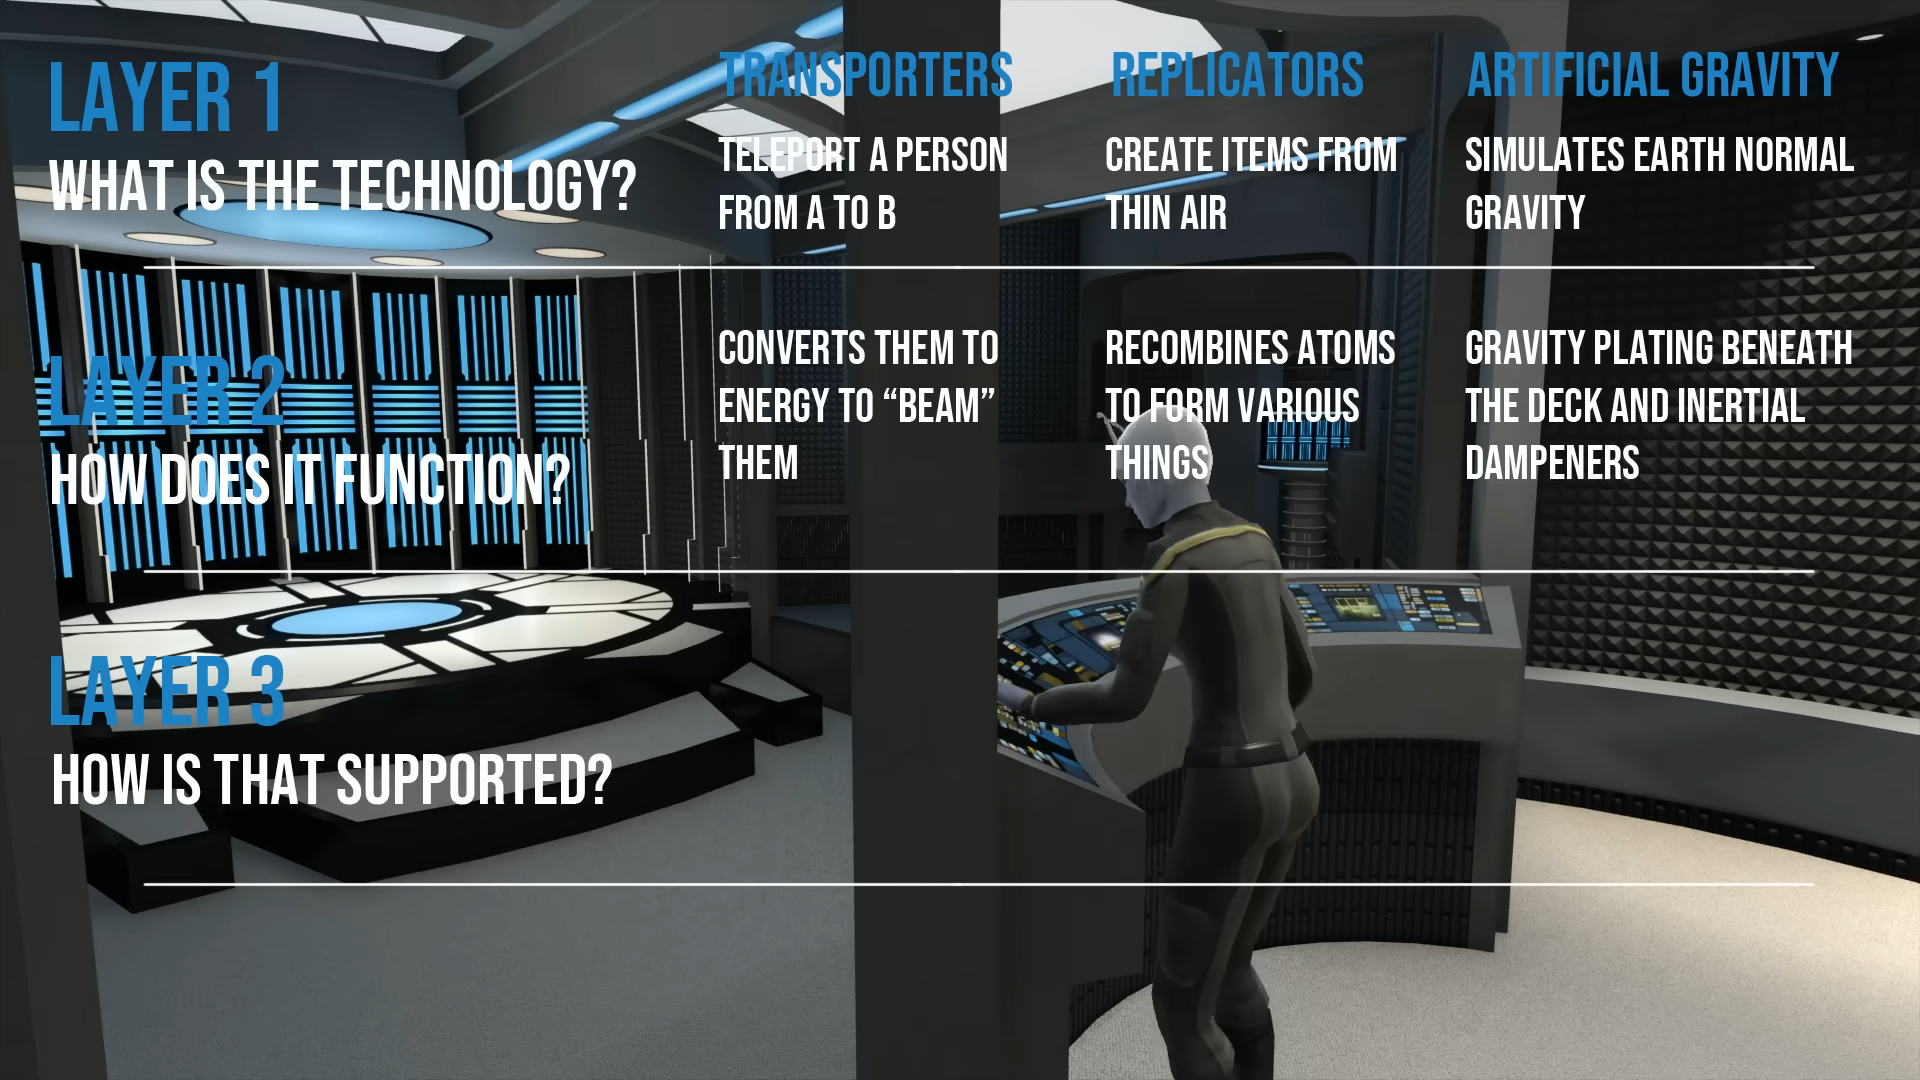 LAYER 1
WHAT IS THE TECHNOLOGY?
TRANSPORTERS
TELEPORT A PERSON
FROM A TO B
REPLICATORS
CREATE ITEMS FROM
THIN AIR
ARTIFICIAL GRAVITY
SIMULATES EARTH NORMAL
GRAVITY
LAYER 2
HOW DOES IT FUNCTION?
CONVERTS THEM TO
ENERGY TO “BEAM”
THEM
RECOMBINES ATOMS
TO FORM VARIOUS
THINGS
GRAVITY PLATING BENEATH
THE DECK AND INERTIAL
DAMPENERS
LAYER 3
HOW IS THAT SUPPORTED?